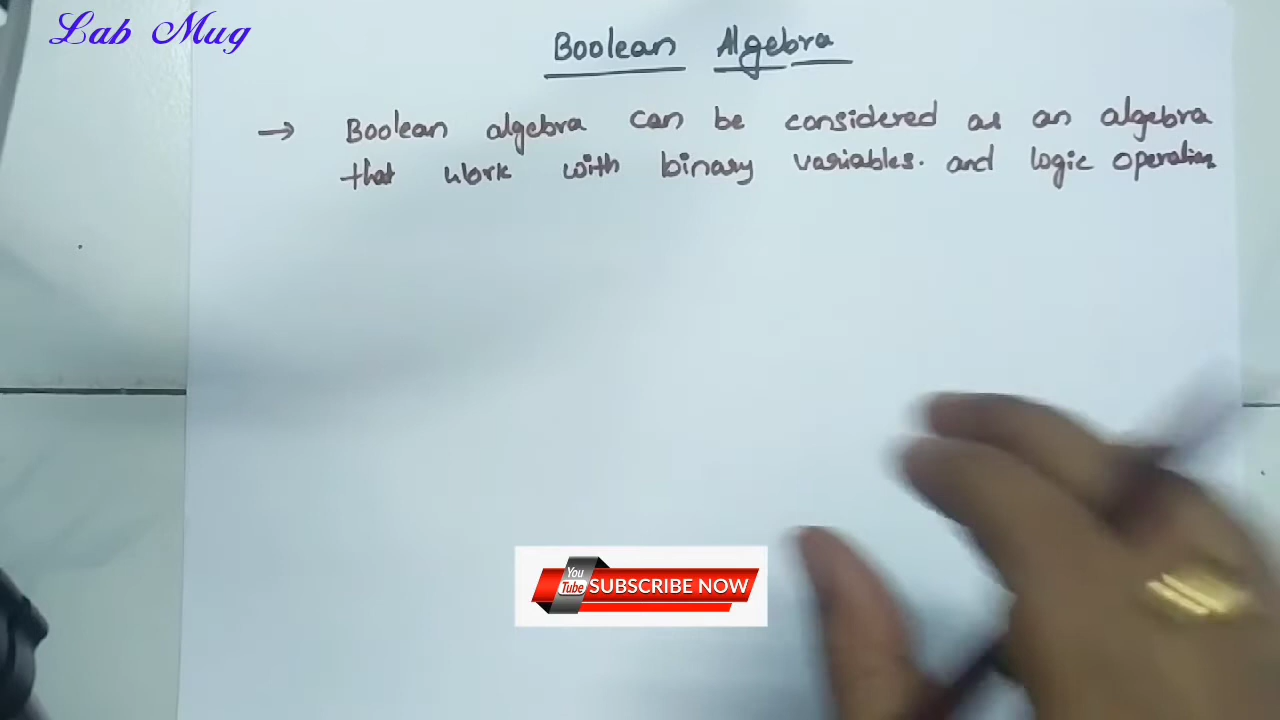 Lab Mug
Boolean Algebra
→ Boolean algebra can be considered as an algebra
that work with binary variables. and logic operations
You
Tube SUBSCRIBE NOW